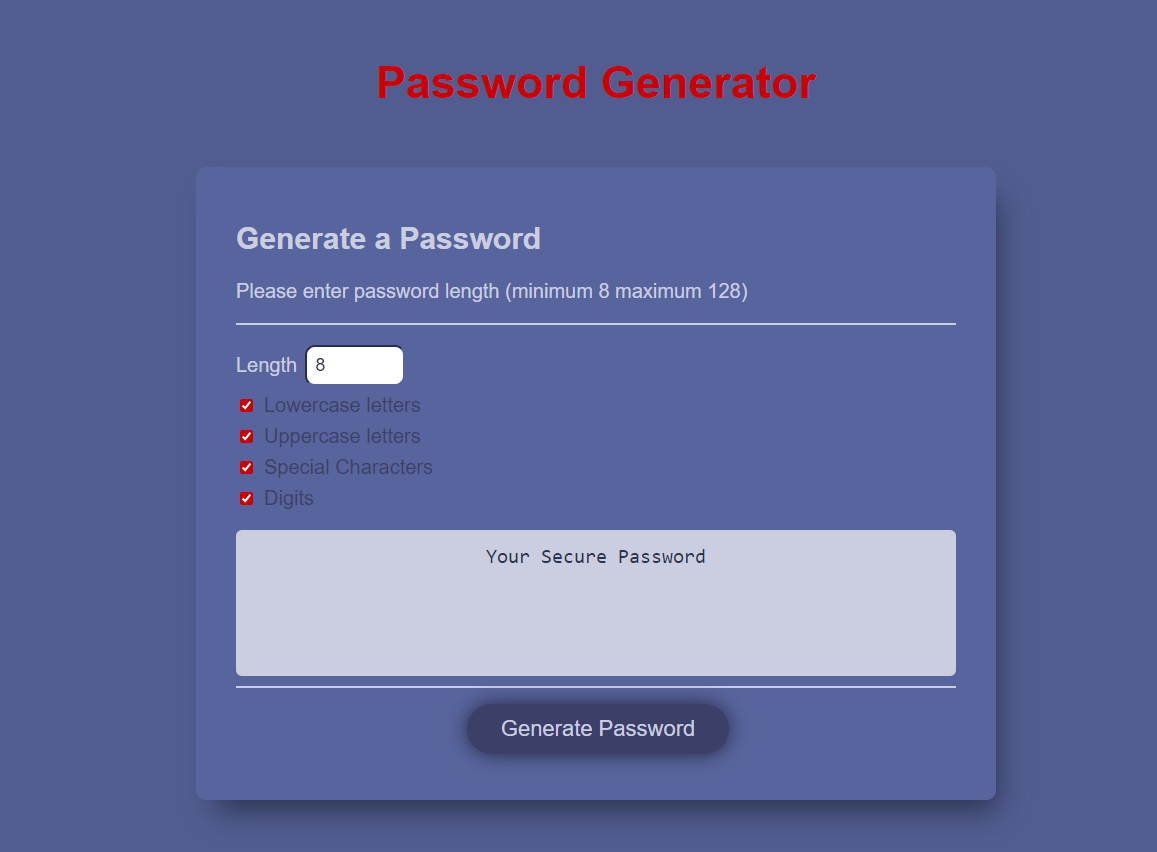 Password Generator
Generate a Password
Please enter password length (minimum 8 maximum 128)
Length 8
Lowercase letters
Uppercase letters
Special Characters
Digits
Your Secure Password
Generate Password